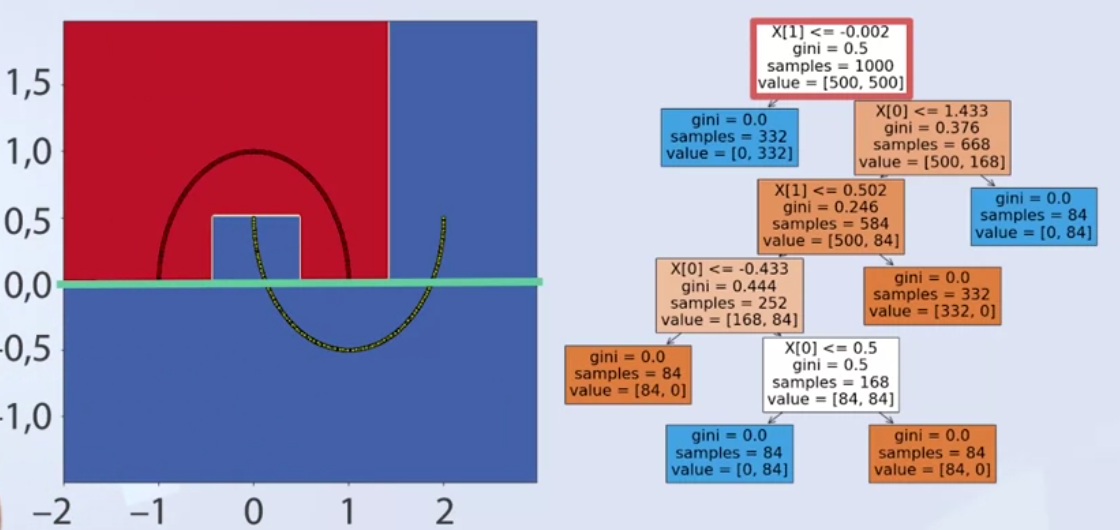 1,5
1,0
0,5
0,0
-0,5
-1,0
−2 −1 0 1 2
X[1] <= -0.002
gini = 0.5
samples = 1000
value = [500, 500]
gini = 0.0
samples = 332
value = [0, 332]
X[0] <= 1.433
gini = 0.376
samples = 668
value = [500, 168]
X[1] <= 0.502
gini = 0.246
samples = 584
value = [500, 84]
gini = 0.0
samples = 84
value = [0, 84]
X[0] <= -0.433
gini = 0.444
samples = 252
value = [168, 84]
gini = 0.0
samples = 332
value = [332, 0]
gini = 0.0
samples = 84
value = [84, 0]
X[0] <= 0.5
gini = 0.5
samples = 168
value = [84, 84]
gini = 0.0
samples = 84
value = [0, 84]
gini = 0.0
samples = 84
value = [84, 0]